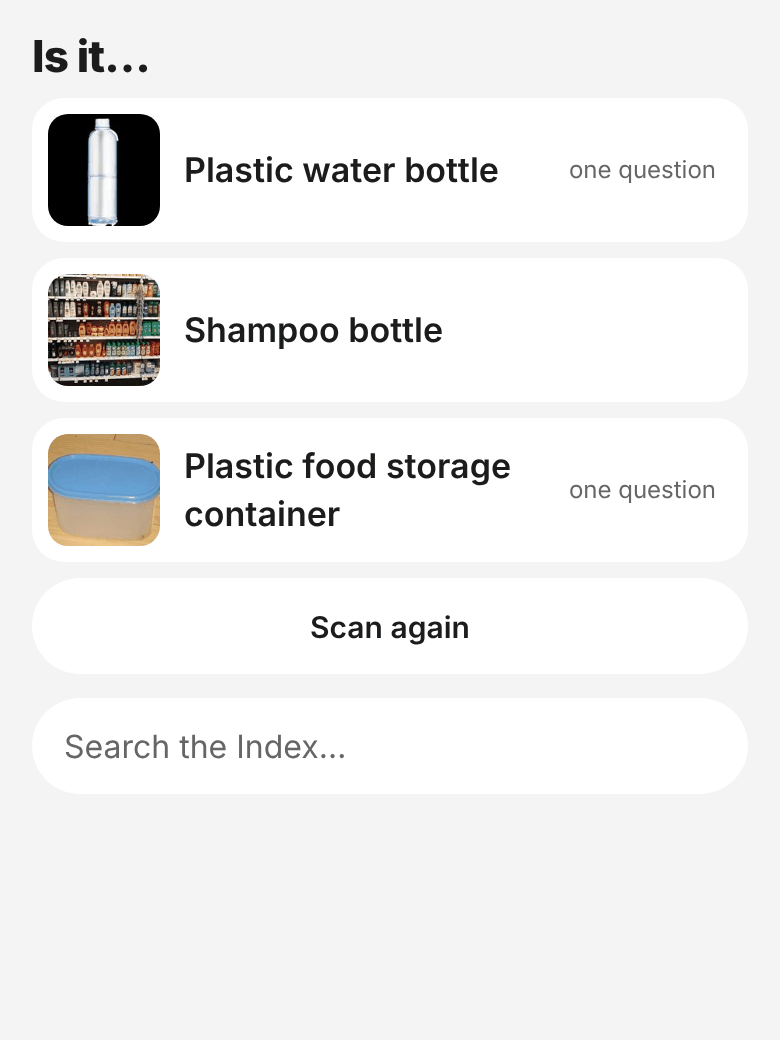 Is it…
Plastic water bottle
one question
Shampoo bottle
Plastic food storage
container
one question
Scan again
Search the Index…